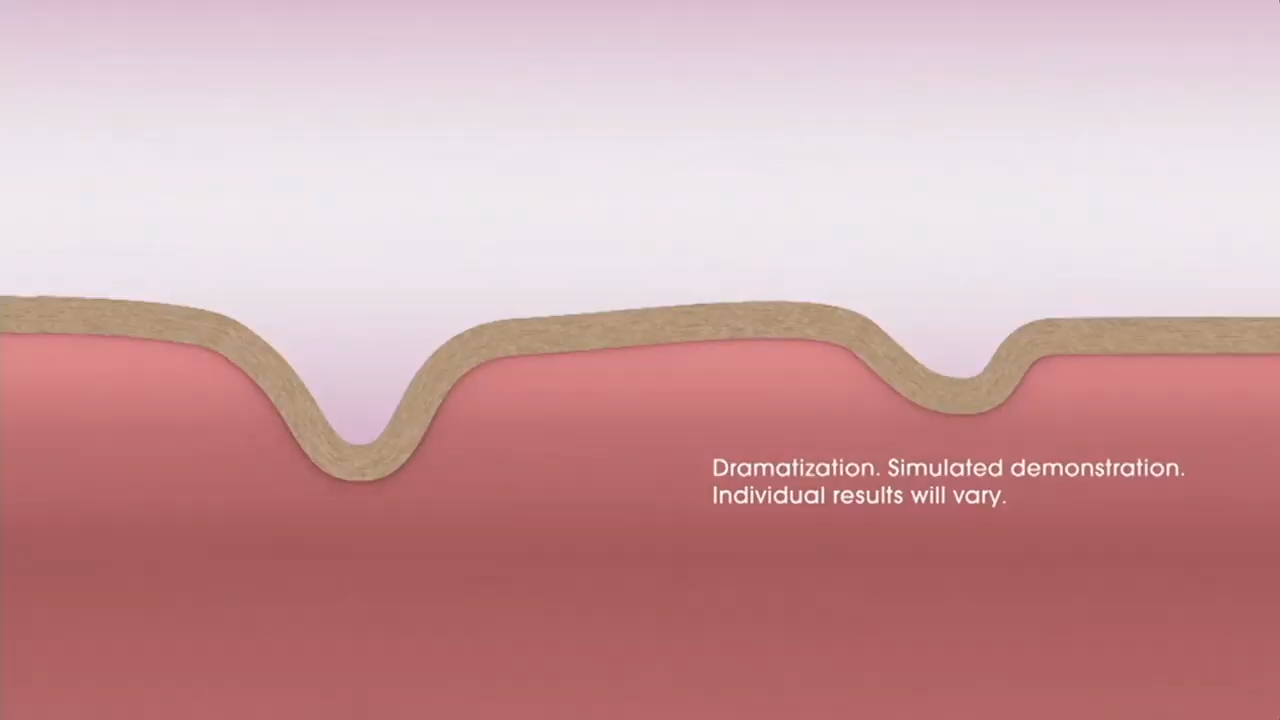 Dramatization. Simulated demonstration.
Individual results will vary.